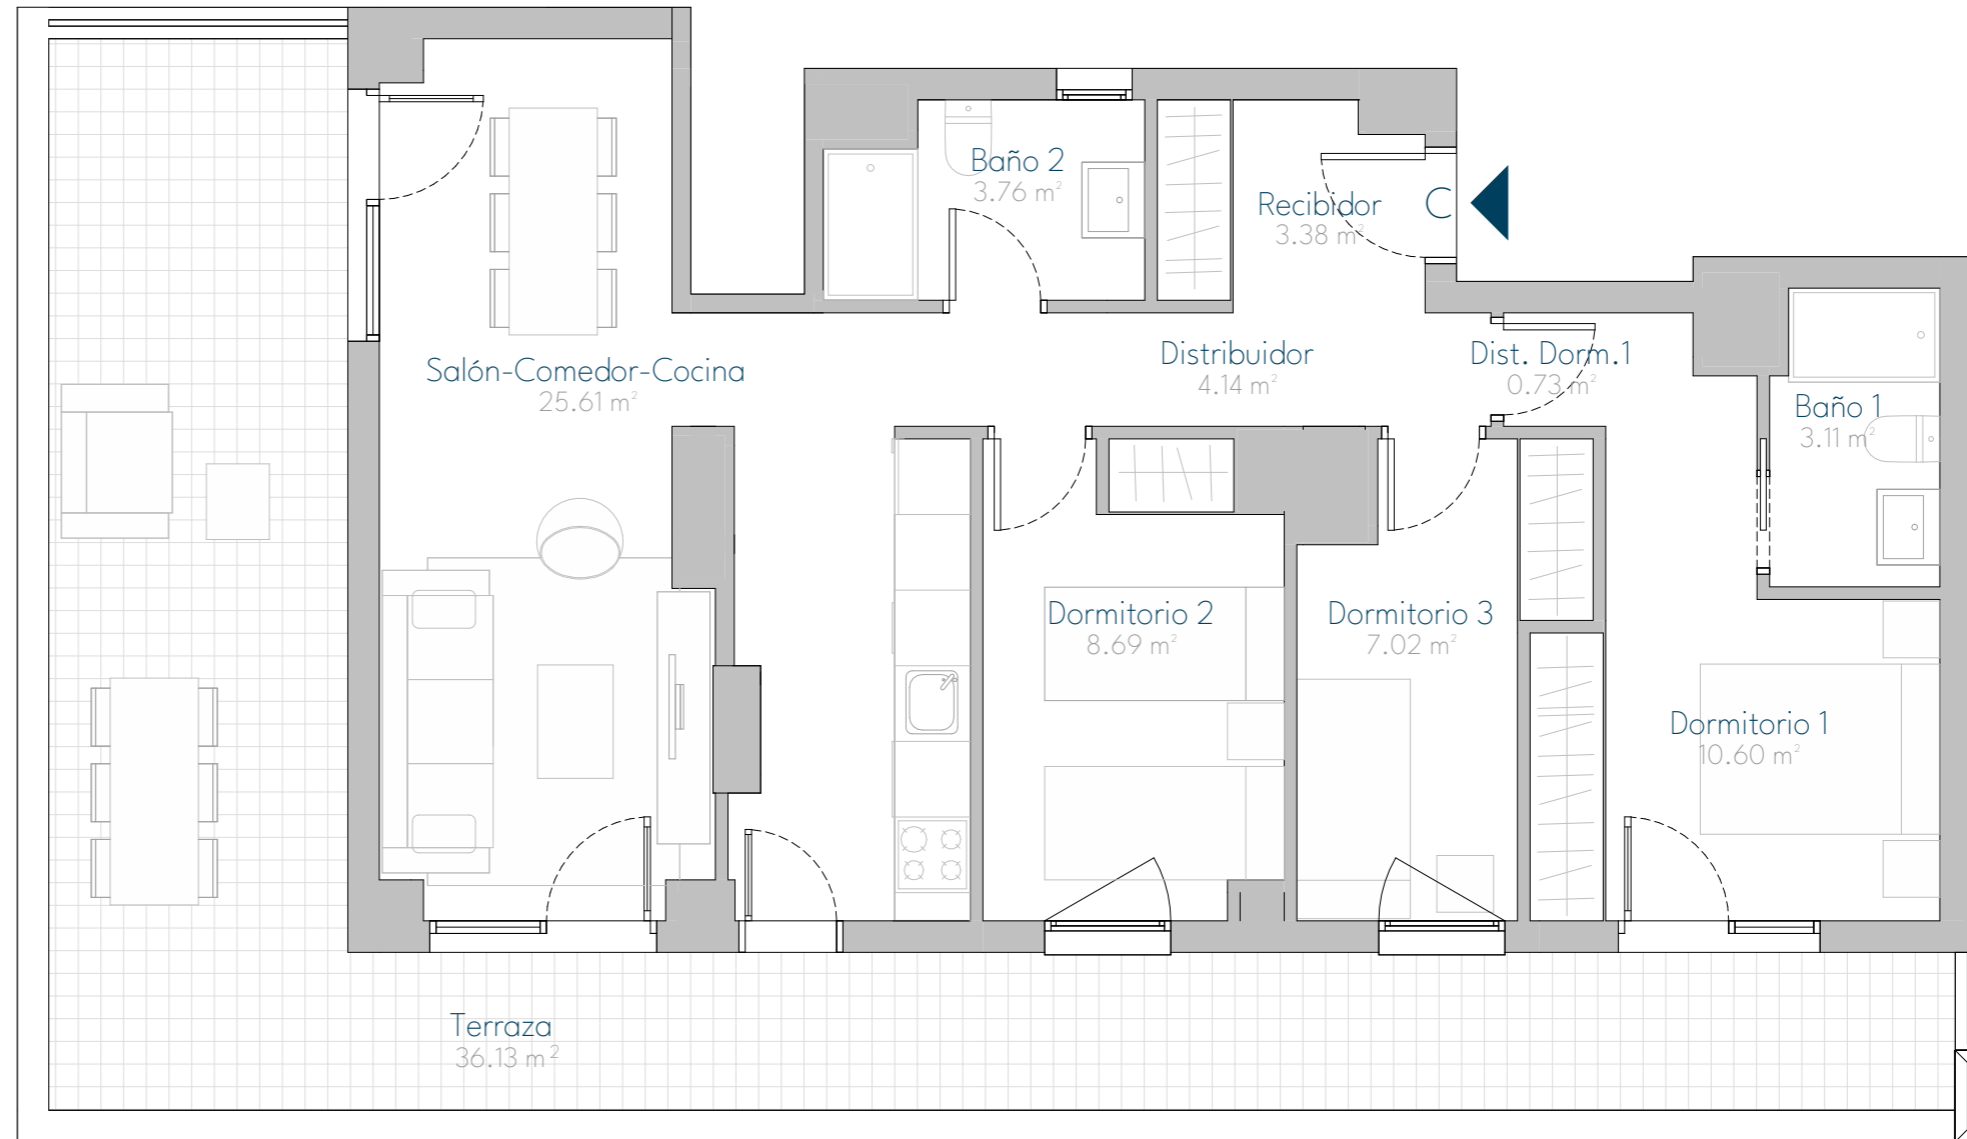 Baño 2
3.76 m²
Recibidor
3.38 m²
C
Salón-Comedor-Cocina
25.61 m²
Distribuidor
4.14 m²
Dist. Dorm.1
0.73 m²
Baño 1
3.11 m²
Dormitorio 2
8.69 m²
Dormitorio 3
7.02 m²
Dormitorio 1
10.60 m²
Terraza
36.13 m²